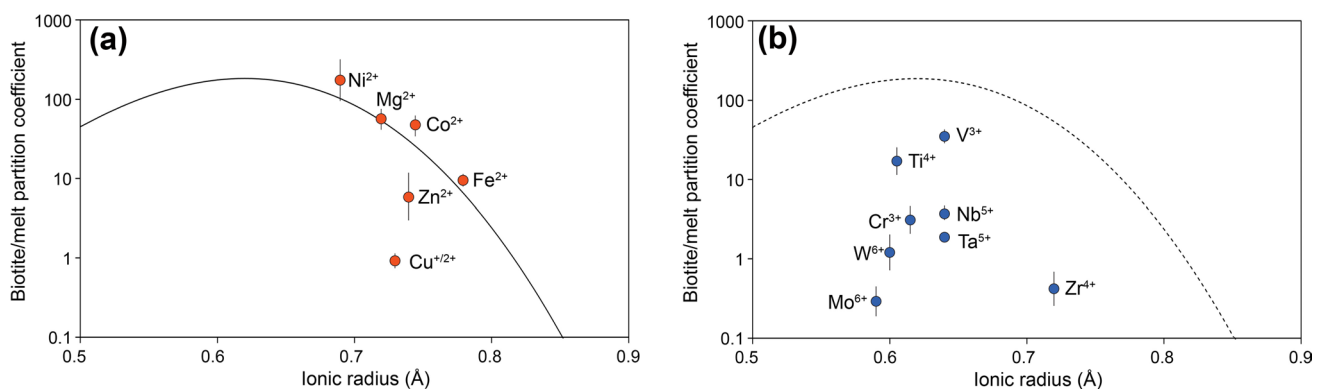 (a)
Biotite/melt partition coefficient
1000
100
10
1
0.1
Ni²⁺
Mg²⁺
Co²⁺
Fe²⁺
Zn²⁺
Cu⁺/²⁺
0.5 0.6 0.7 0.8 0.9
Ionic radius (Å)
(b)
Biotite/melt partition coefficient
1000
100
10
1
0.1
V³⁺
Ti⁴⁺
Nb⁵⁺
Cr³⁺
Ta⁵⁺
W⁶⁺
Zr⁴⁺
Mo⁶⁺
0.5 0.6 0.7 0.8 0.9
Ionic radius (Å)